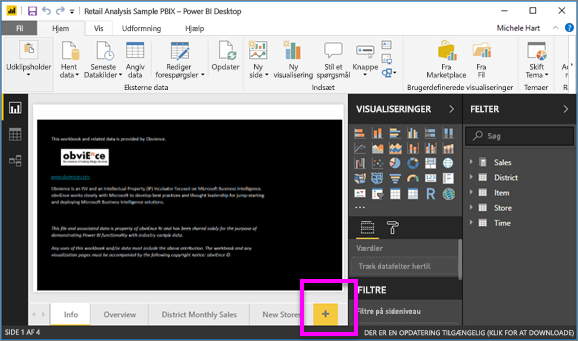 Retail Analysis Sample PBIX – Power BI Desktop
Michele Hart
Fil Hjem Vis Udformning Hjælp
Udklipsholder
Hent data
Seneste Datakilder
Angiv data
Rediger forespørgsler
Opdater
Ny side
Ny visualisering
Stil et spørgsmål
Knappe
Fra Marketplace
Fra Fil
Skift Tema
Eksterne data
Indsæt
Brugerdefinerede visualiseringer
Temaer
This workbook and related data is provided by Obvience.
obviEnce
www.obvience.com
Obvience is an ISV and an Intellectual Property (IP) Incubator focused on Microsoft Business Intelligence.
obviEnce works closely with Microsoft to develop best practices and thought leadership for jump-starting
and deploying Microsoft Business Intelligence solutions.
This file and associated data is property of obviEnce llc and has been shared solely for the purpose of
demonstrating Power BI functionality with industry sample data.
Any uses of this workbook and/or data must include the above attribution. The workbook and any
visualization pages must be accompanied by the following copyright notice: obviEnce ©.
VISUALISERINGER
R
Værdier
Træk datafelter hertil
FILTRE
Filtre på sideniveau
FELTER
Søg
Sales
District
Item
Store
Time
Info Overview District Monthly Sales New Stores +
SIDE 1 AF 4
DER ER EN OPDATERING TILGÆNGELIG (KLIK FOR AT DOWNLOADE)